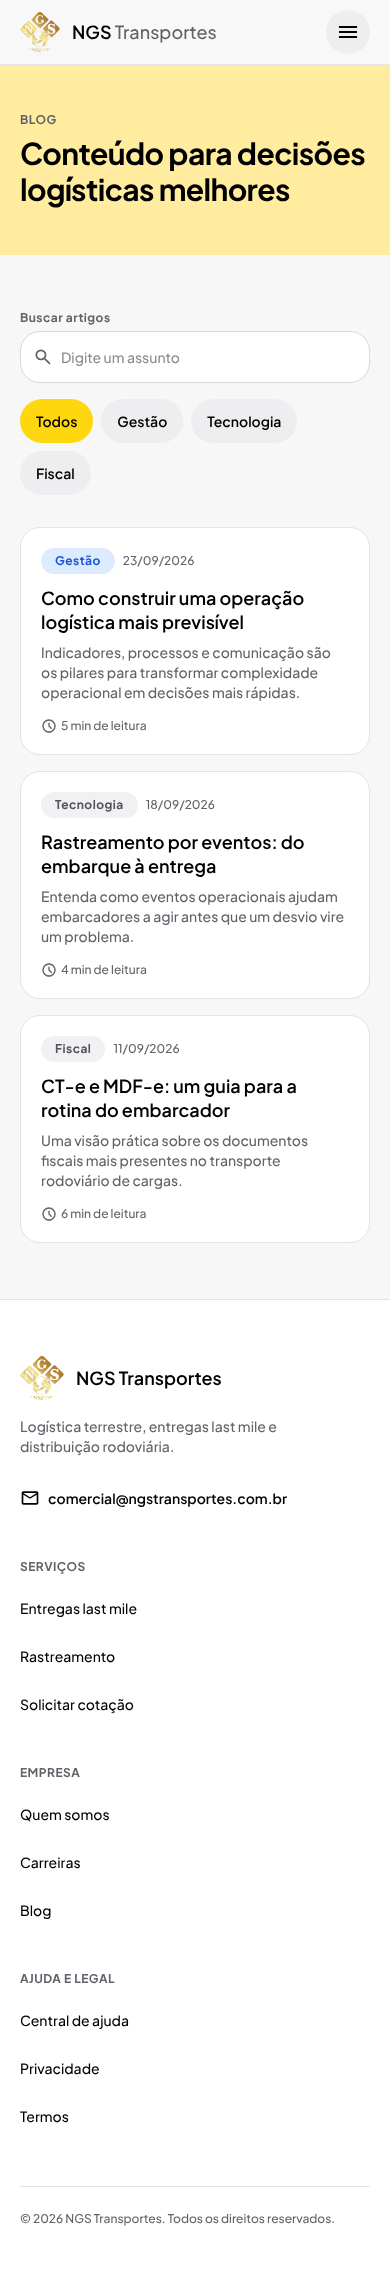 NGS Transportes
BLOG
Conteúdo para decisões
logísticas melhores
Buscar artigos
Digite um assunto
Todos
Gestão
Tecnologia
Fiscal
Gestão
23/09/2026
Como construir uma operação
logística mais previsível
Indicadores, processos e comunicação são
os pilares para transformar complexidade
operacional em decisões mais rápidas.
5 min de leitura
Tecnologia
18/09/2026
Rastreamento por eventos: do
embarque à entrega
Entenda como eventos operacionais ajudam
embarcadores a agir antes que um desvio vire
um problema.
4 min de leitura
Fiscal
11/09/2026
CT-e e MDF-e: um guia para a
rotina do embarcador
Uma visão prática sobre os documentos
fiscais mais presentes no transporte
rodoviário de cargas.
6 min de leitura
NGS Transportes
Logística terrestre, entregas last mile e
distribuição rodoviária.
comercial@ngstransportes.com.br
SERVIÇOS
Entregas last mile
Rastreamento
Solicitar cotação
EMPRESA
Quem somos
Carreiras
Blog
AJUDA E LEGAL
Central de ajuda
Privacidade
Termos
© 2026 NGS Transportes. Todos os direitos reservados.